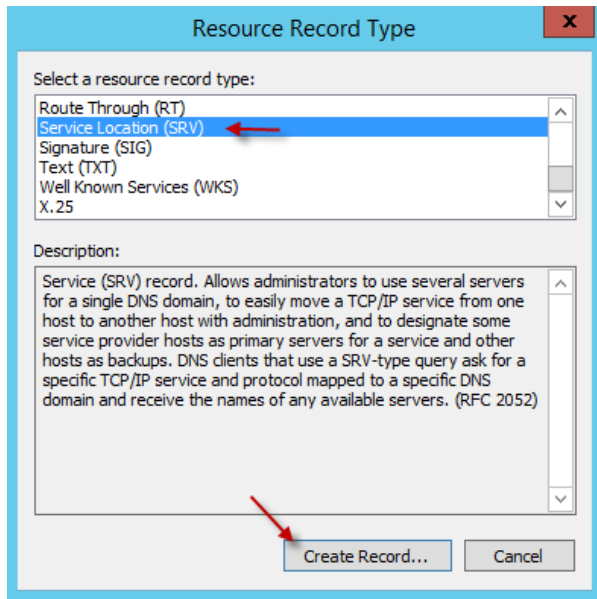 Resource Record Type
x
Select a resource record type:
Route Through (RT)
Service Location (SRV)
Signature (SIG)
Text (TXT)
Well Known Services (WKS)
X.25
Description:
Service (SRV) record. Allows administrators to use several servers
for a single DNS domain, to easily move a TCP/IP service from one
host to another host with administration, and to designate some
service provider hosts as primary servers for a service and other
hosts as backups. DNS clients that use a SRV-type query ask for a
specific TCP/IP service and protocol mapped to a specific DNS
domain and receive the names of any available servers. (RFC 2052)
Create Record... Cancel